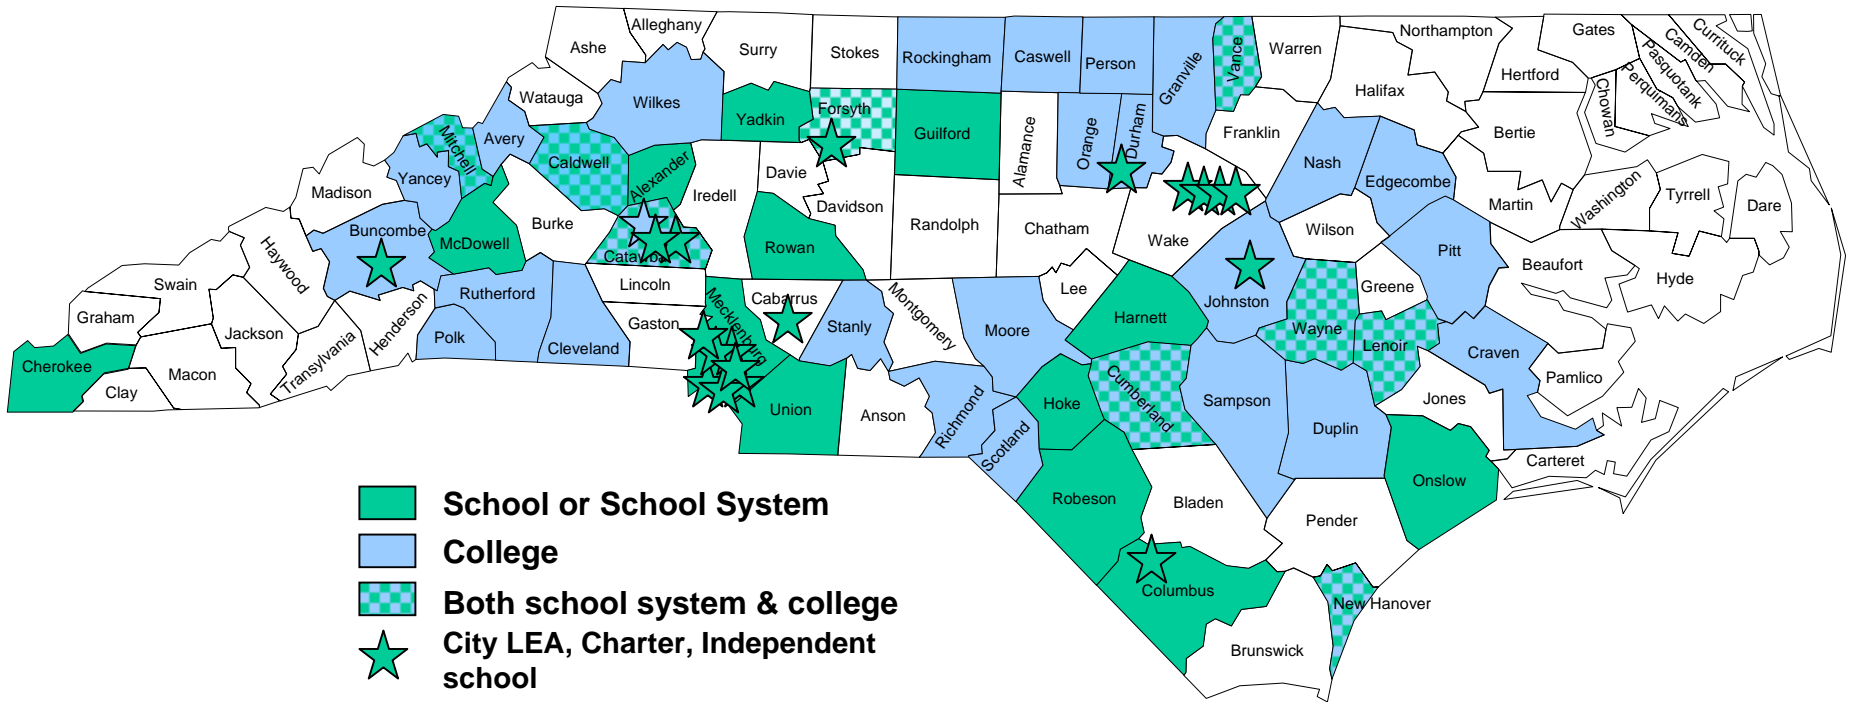 Alleghany
Ashe
Surry
Stokes
Rockingham
Caswell
Person
Granville
Vance
Warren
Northampton
Gates
Currituck
Camden
Pasquotank
Perquimans
Chowan
Hertford
Halifax
Bertie
Watauga
Wilkes
Yadkin
Forsyth
Guilford
Alamance
Orange
Durham
Franklin
Nash
Edgecombe
Martin
Washington
Tyrrell
Dare
Mitchell
Avery
Caldwell
Alexander
Iredell
Davie
Davidson
Randolph
Chatham
Wake
Wilson
Pitt
Beaufort
Hyde
Madison
Yancey
Buncombe
McDowell
Burke
Catawba
Rowan
Haywood
Swain
Graham
Jackson
Cherokee
Clay
Macon
Transylvania
Henderson
Rutherford
Polk
Cleveland
Lincoln
Gaston
Mecklenburg
Cabarrus
Stanly
Montgomery
Moore
Lee
Harnett
Johnston
Greene
Wayne
Lenoir
Craven
Pamlico
Jones
Carteret
Union
Anson
Richmond
Scotland
Hoke
Cumberland
Sampson
Duplin
Onslow
Robeson
Bladen
Pender
Columbus
New Hanover
Brunswick
School or School System
College
Both school system & college
City LEA, Charter, Independent
school